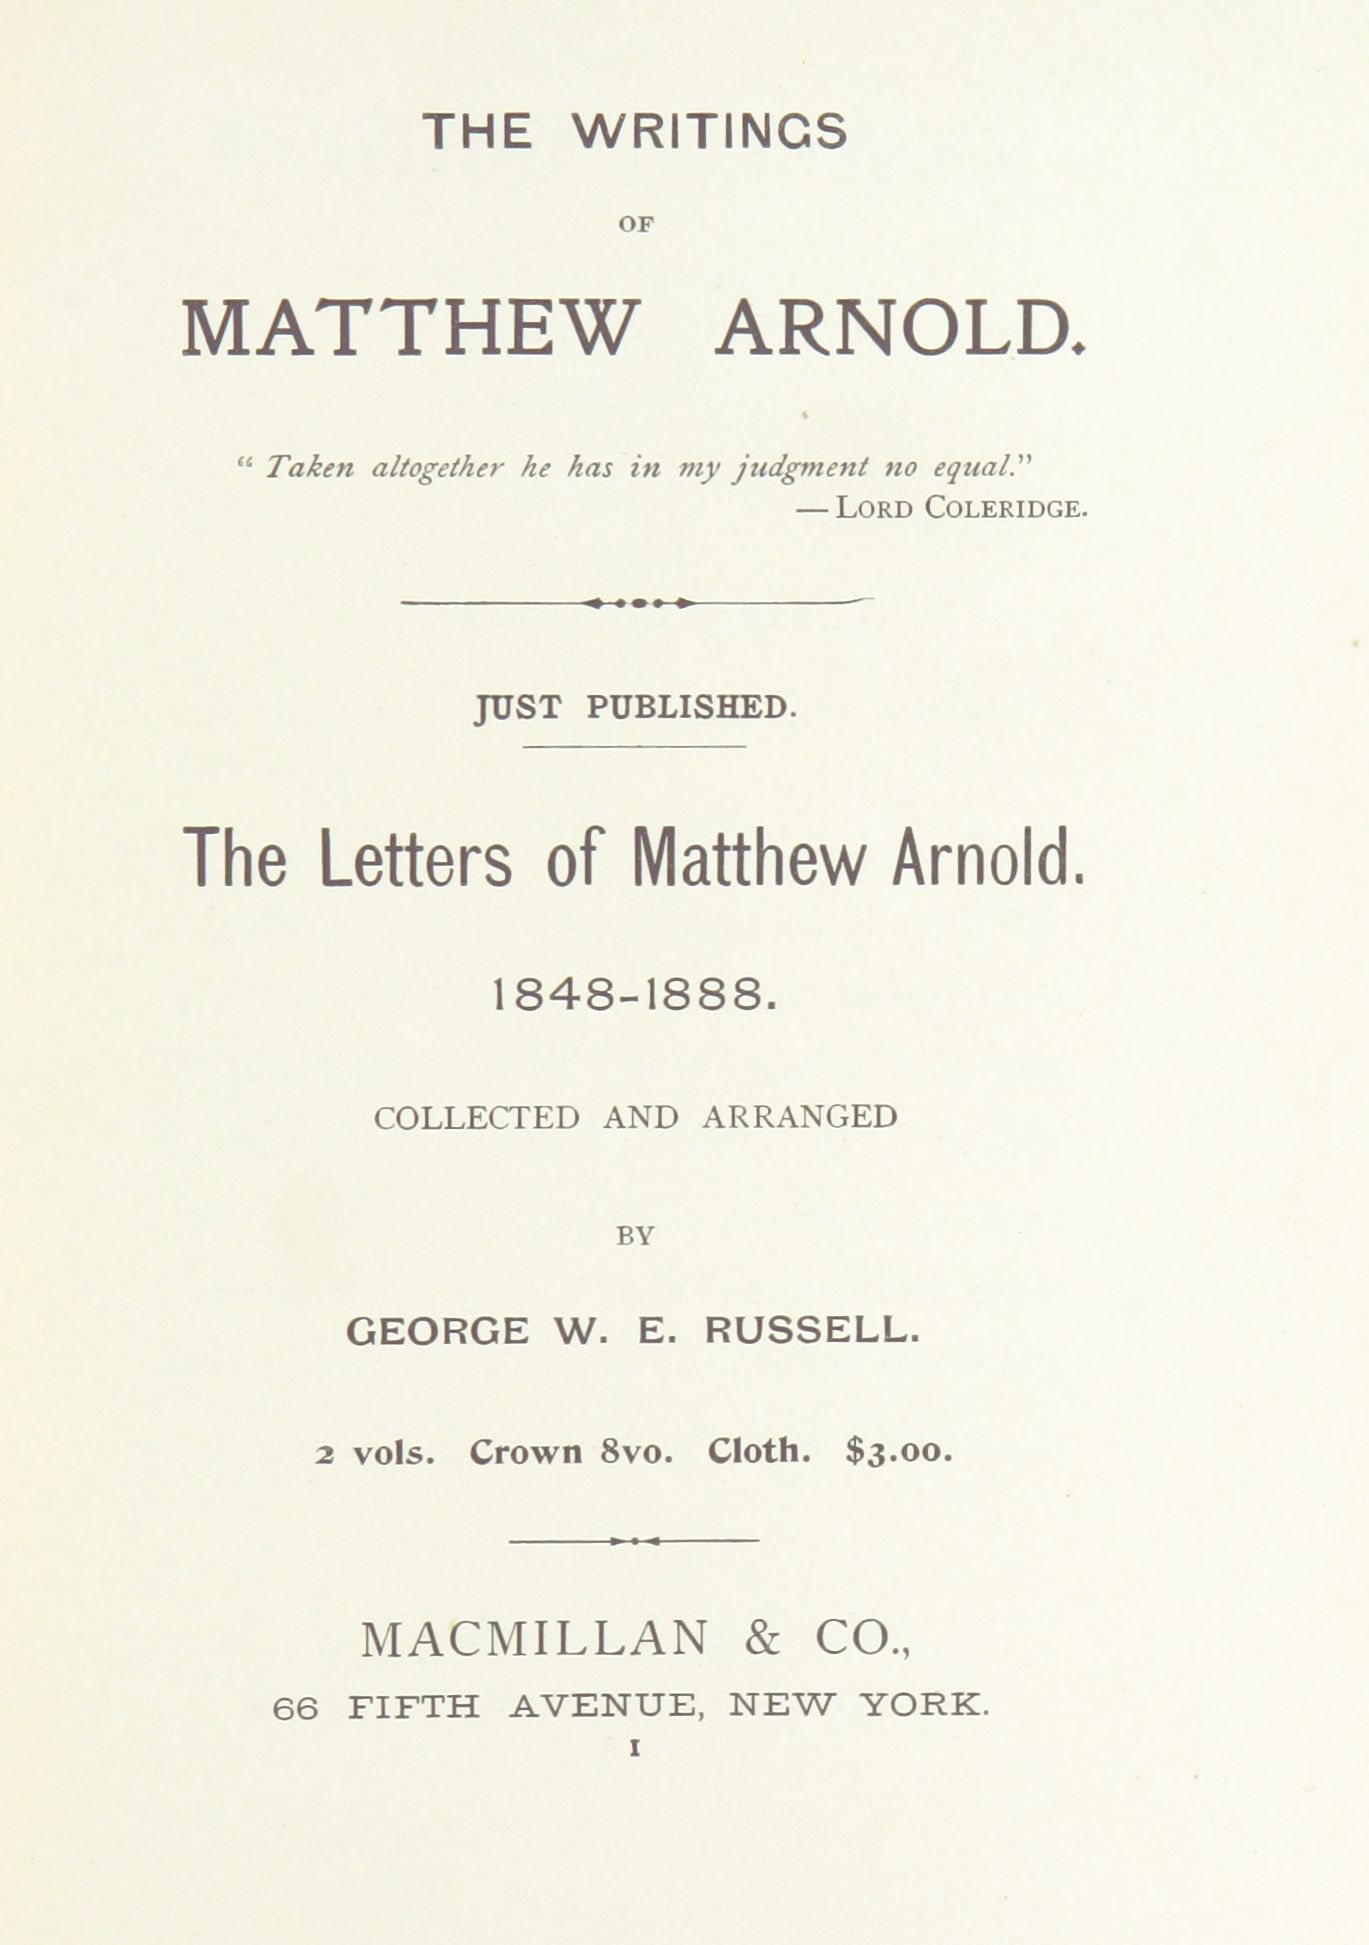 THE WRITINGS
OF
MATTHEW ARNOLD.
"Taken altogether he has in my judgment no equal."
— LORD COLERIDGE.
JUST PUBLISHED.
The Letters of Matthew Arnold.
1848-1888.
COLLECTED AND ARRANGED
BY
GEORGE W. E. RUSSELL.
2 vols. Crown 8vo. Cloth. $3.00.
MACMILLAN & CO.,
66 FIFTH AVENUE, NEW YORK.
I